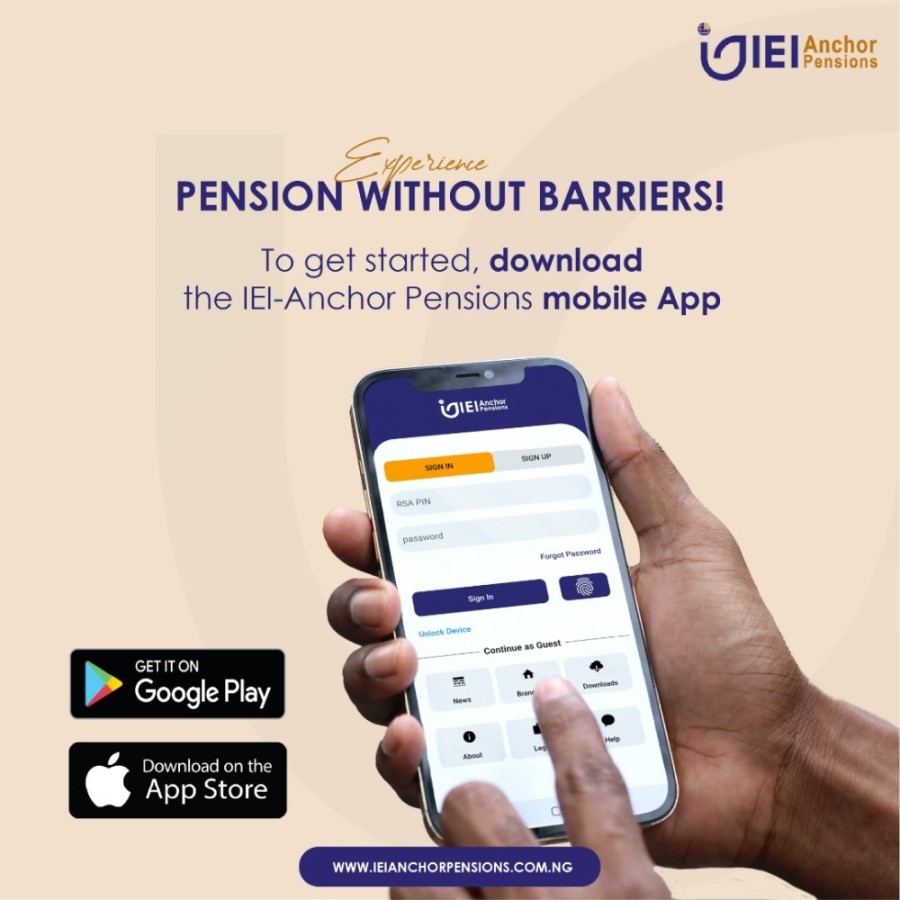 IEI Anchor
Pensions
Experience
PENSION WITHOUT BARRIERS!
To get started, download
the IEI-Anchor Pensions mobile App
IEI Anchor
Pensions
SIGN IN
SIGN UP
RSA PIN
password
Forgot Password
Sign In
Unlock Device
Continue as Guest
News
Downloads
About
Help
GET IT ON
Google Play
Download on the
App Store
WWW.IEIANCHORPENSIONS.COM.NG